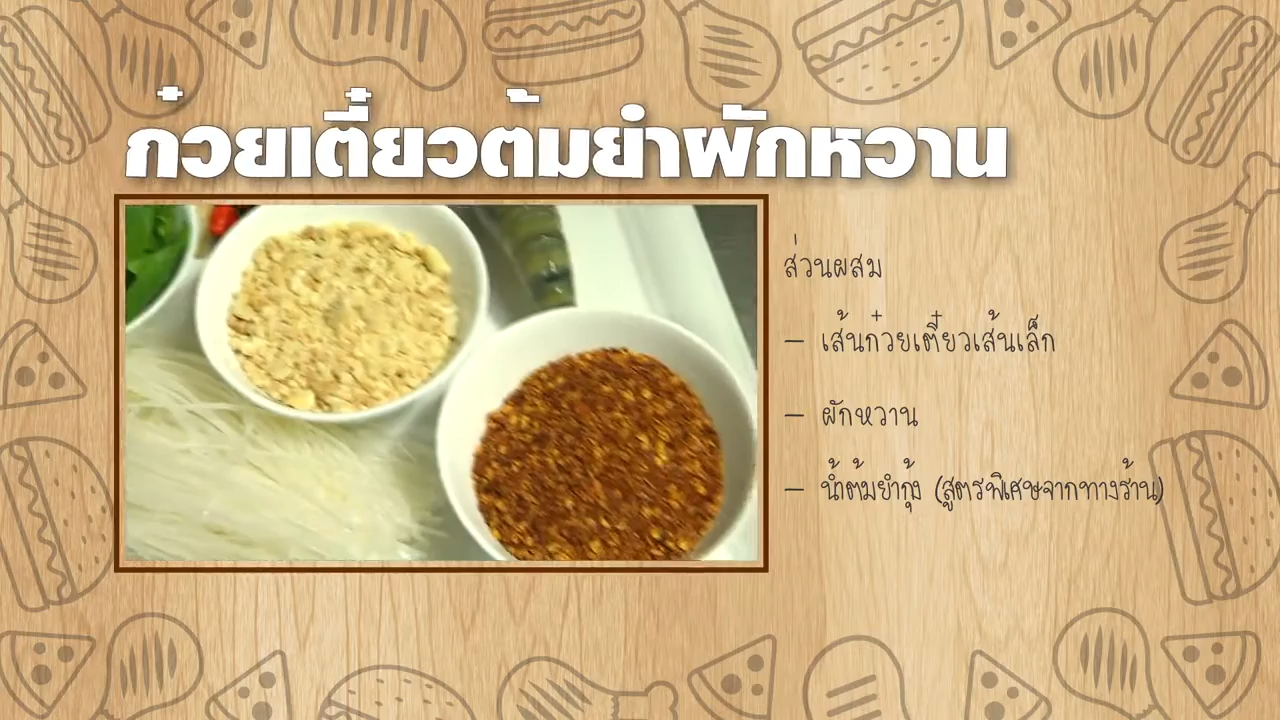 ก๋วยเตี๋ยวต้มยำผักหวาน
ส่วนผสม
– เส้นก๋วยเตี๋ยวเส้นเล็ก
– ผักหวาน
– น้ำต้มยำกุ้ง (สูตรพิเศษจากทางร้าน)